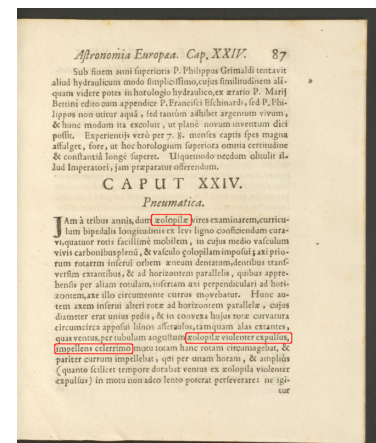 Astronomia Europæa. Cap. XXIV. 87
Sub finem anni superioris P. Philippus Grimaldi tentavit
aliud hydraulicum modo simplicissimo, cujus similitudinem ali-
quam videre potes in horologio hydraulico, ex ærario P. Marij
Bettini edito cum appendice P. Francisci Eschinardi, sed P. Phi-
lippus non utitur aquâ, sed tantùm adhibet argentum vivum,
& hunc modum ita excoluit, ut planè novum inventum dici
possit. Experientijs verò per 7. 8. menses captis spes magna
affulget, fore, ut hoc horologium superiora omnia certitudine
& constantiâ longè superet. Utquemodo necdum obtulit il-
lud Imperatori, jam præparatur offerendum.
CAPUT XXIV.
Pneumatica.
JAm à tribus annis, dum æolopilæ vires examinarem, curricu-
lum bipedalis longitudinis ex levi ligno conficiendum cura-
vi, quatuor rotis facillimè mobilem, in cujus medio vasculum
vivis carbonibus plenũ, & vasculo æolopilam imposui; axi prio-
rum rotarum inserui orbem æneum dentatum, dentibus trans-
versim extantibus, & ad horizontem parallelis, quibus appre-
hensis per aliam rotulam, insertam axi perpendiculari ad hori-
zontem, axe illo circumeunte currus movebatur. Hunc au-
tem axem inserui alteri rotæ ad horizontem parallelæ, cujus
diameter erat unius pedis, & in convexa hujus rotæ curvatura
circumcirca apposui binos asserculos, tamquam alas extantes,
quas ventus, per tubulum angustum æolopilæ violenter expulsus,
impellens celerrimo motu totam hanc rotam circumagebat, &
pariter currum impellebat, qui per unam horam, & ampliùs
(quanto scilicet tempore durabat ventus ex æolopila violenter
expulsus) in motu non adeo lento poterat perseverare: ne igi-
tur